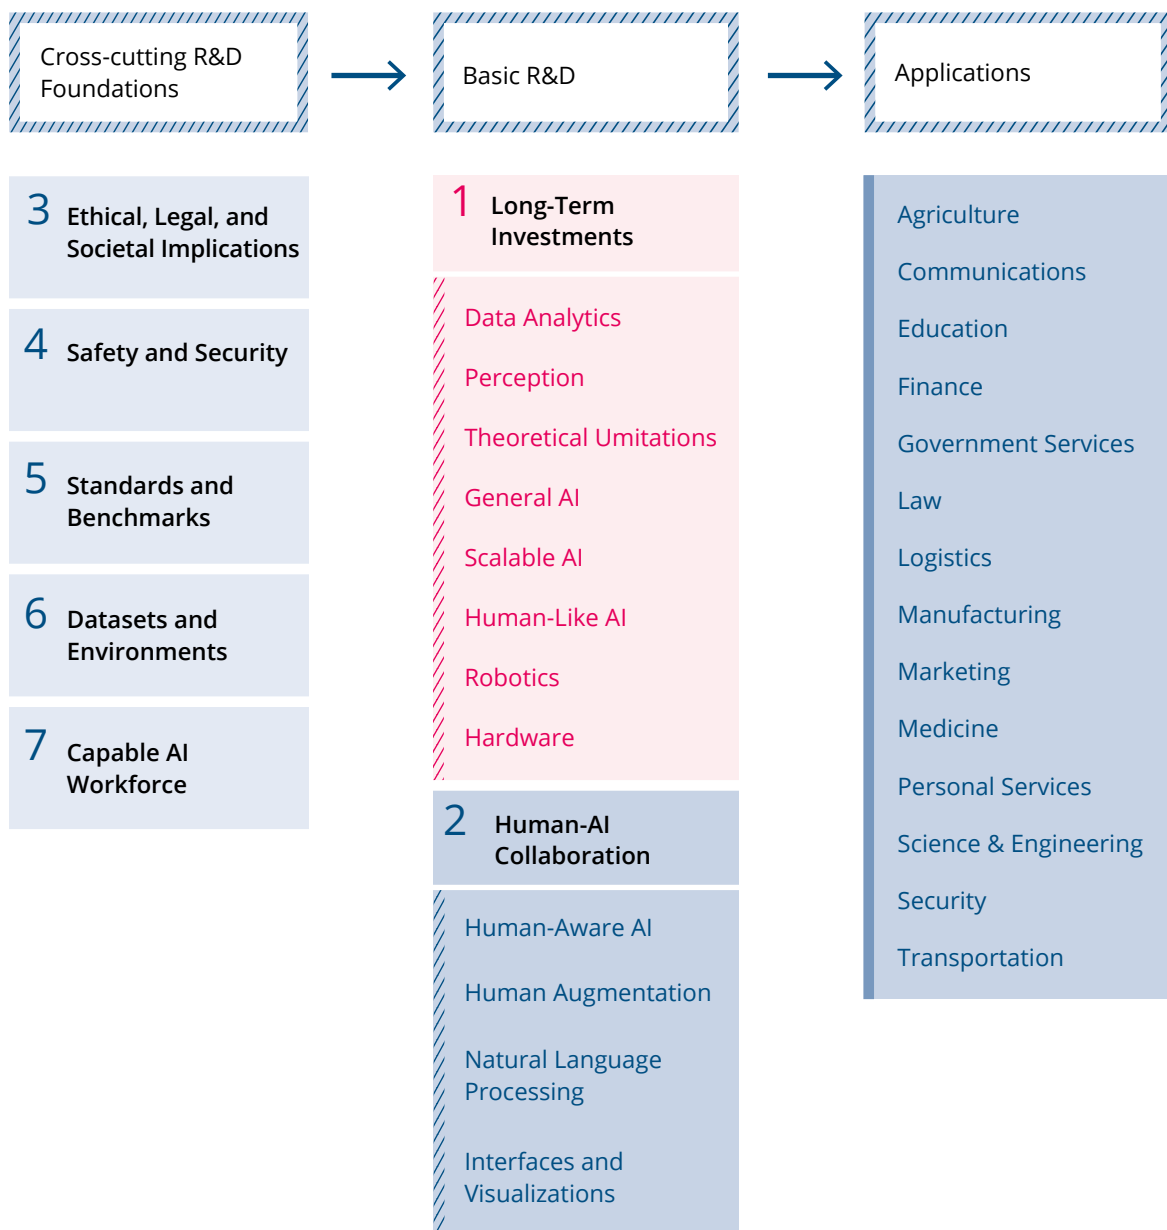 Cross-cutting R&D
Foundations
Basic R&D
Applications
3
Ethical, Legal, and
Societal Implications
4
Safety and Security
5
Standards and
Benchmarks
6
Datasets and
Environments
7
Capable AI
Workforce
1
Long-Term
Investments
Data Analytics
Perception
Theoretical Umitations
General AI
Scalable AI
Human-Like AI
Robotics
Hardware
2
Human-AI
Collaboration
Human-Aware AI
Human Augmentation
Natural Language
Processing
Interfaces and
Visualizations
Agriculture
Communications
Education
Finance
Government Services
Law
Logistics
Manufacturing
Marketing
Medicine
Personal Services
Science & Engineering
Security
Transportation